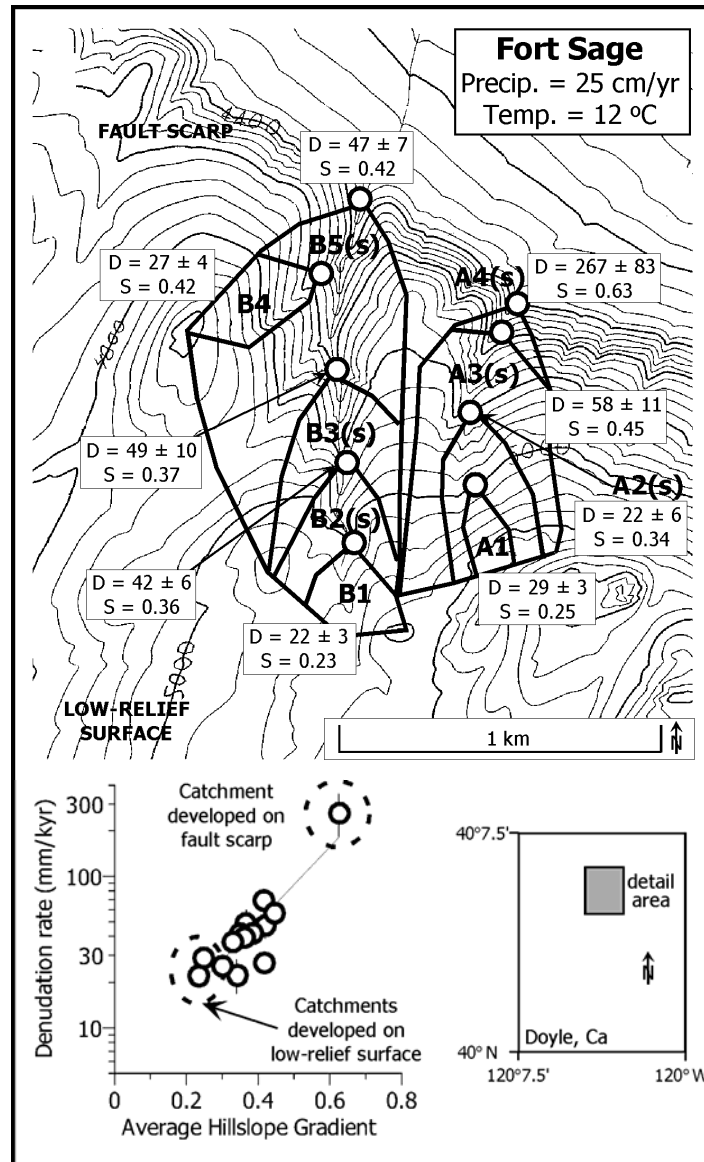 Fort Sage
Precip. = 25 cm/yr
Temp. = 12 ºC
4400
FAULT SCARP
D = 47 ± 7
S = 0.42
B5(s)
D = 27 ± 4
S = 0.42
B4
A4(s)
D = 267 ± 83
S = 0.63
4000
A3(s)
D = 58 ± 11
S = 0.45
B3(s)
D = 49 ± 10
S = 0.37
A2(s)
D = 22 ± 6
S = 0.34
B2(s)
A1
D = 42 ± 6
S = 0.36
B1
D = 29 ± 3
S = 0.25
D = 22 ± 3
S = 0.23
5000
LOW-RELIEF
SURFACE
1 km
N
Catchment
developed on
fault scarp
Denudation rate (mm/kyr)
300
100
30
10
Catchments
developed on
low-relief surface
0 0.2 0.4 0.6 0.8
Average Hillslope Gradient
40°7.5'
detail
area
N
Doyle, Ca
40° N
120°7.5' 120° W